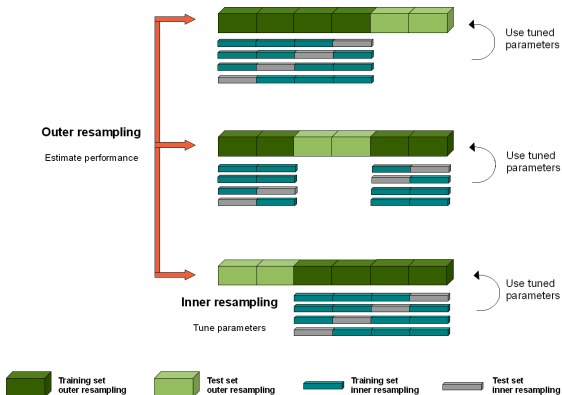 Use tuned
parameters
Outer resampling
Estimate performance
Use tuned
parameters
Use tuned
parameters
Inner resampling
Tune parameters
Training set
outer resampling
Test set
outer resampling
Training set
inner resampling
Test set
inner resampling